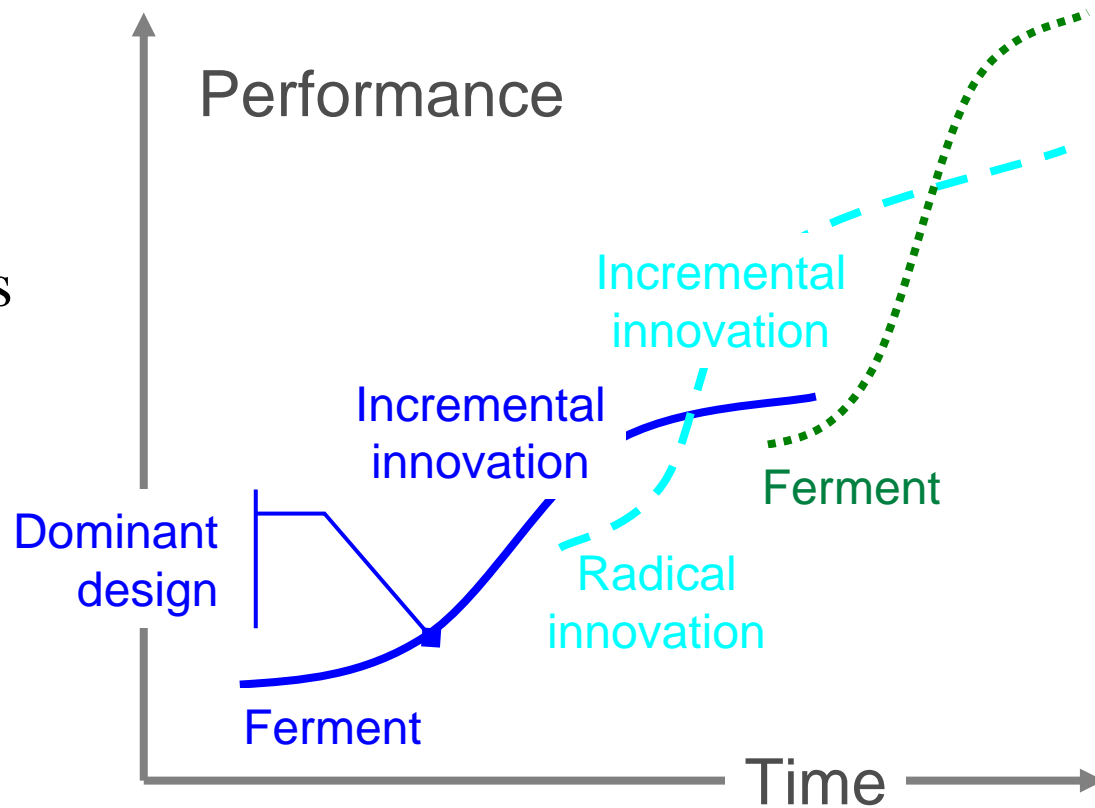 Performance
s
Incremental
innovation
Incremental
innovation
Ferment
Dominant
design
Radical
innovation
Ferment
Time